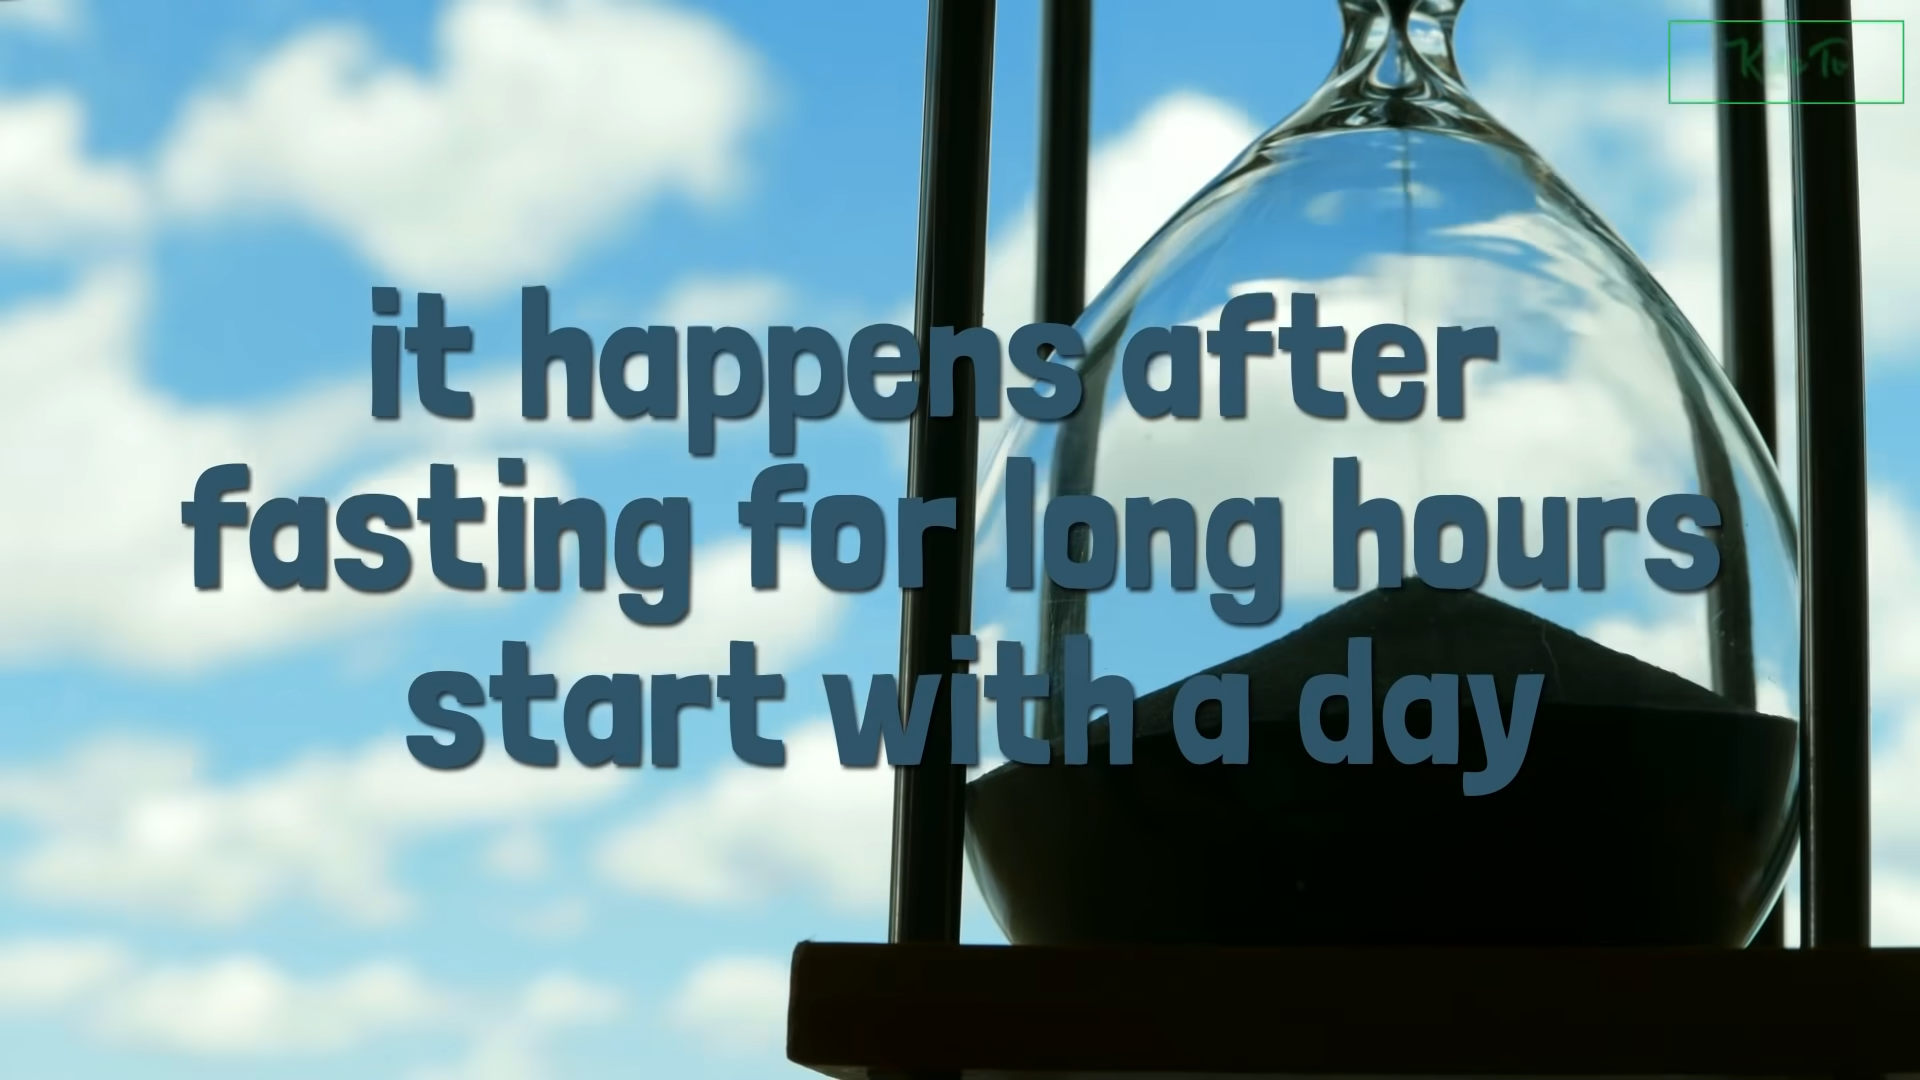 it happens after
fasting for long hours
start with a day